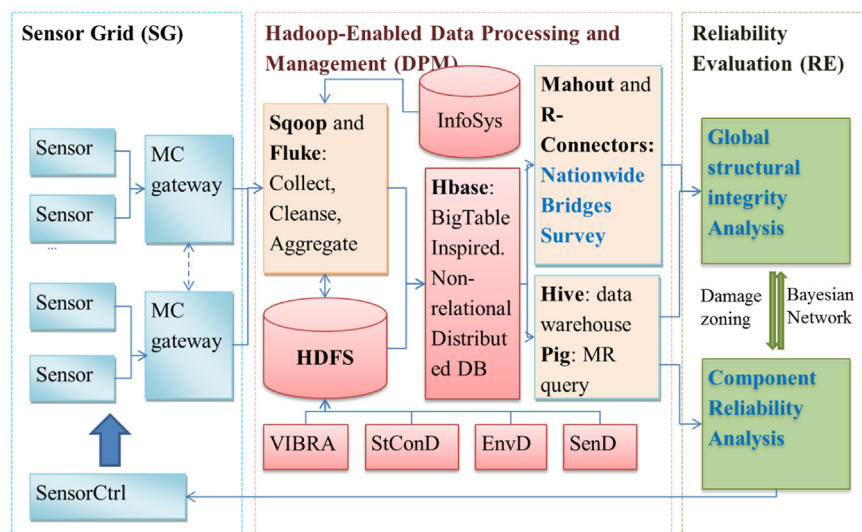 Sensor Grid (SG)
Hadoop-Enabled Data Processing and
Management (DPM)
Reliability
Evaluation (RE)
Sensor
Sensor
...
Sensor
Sensor
MC
gateway
MC
gateway
SensorCtrl
Sqoop and
Fluke:
Collect,
Cleanse,
Aggregate
InfoSys
HDFS
Hbase:
BigTable
Inspired.
Non-
relational
Distribut
ed DB
Mahout and
R-
Connectors:
Nationwide
Bridges
Survey
Hive: data
warehouse
Pig: MR
query
VIBRA
StConD
EnvD
SenD
Global
structural
integrity
Analysis
Damage
zoning
Bayesian
Network
Component
Reliability
Analysis